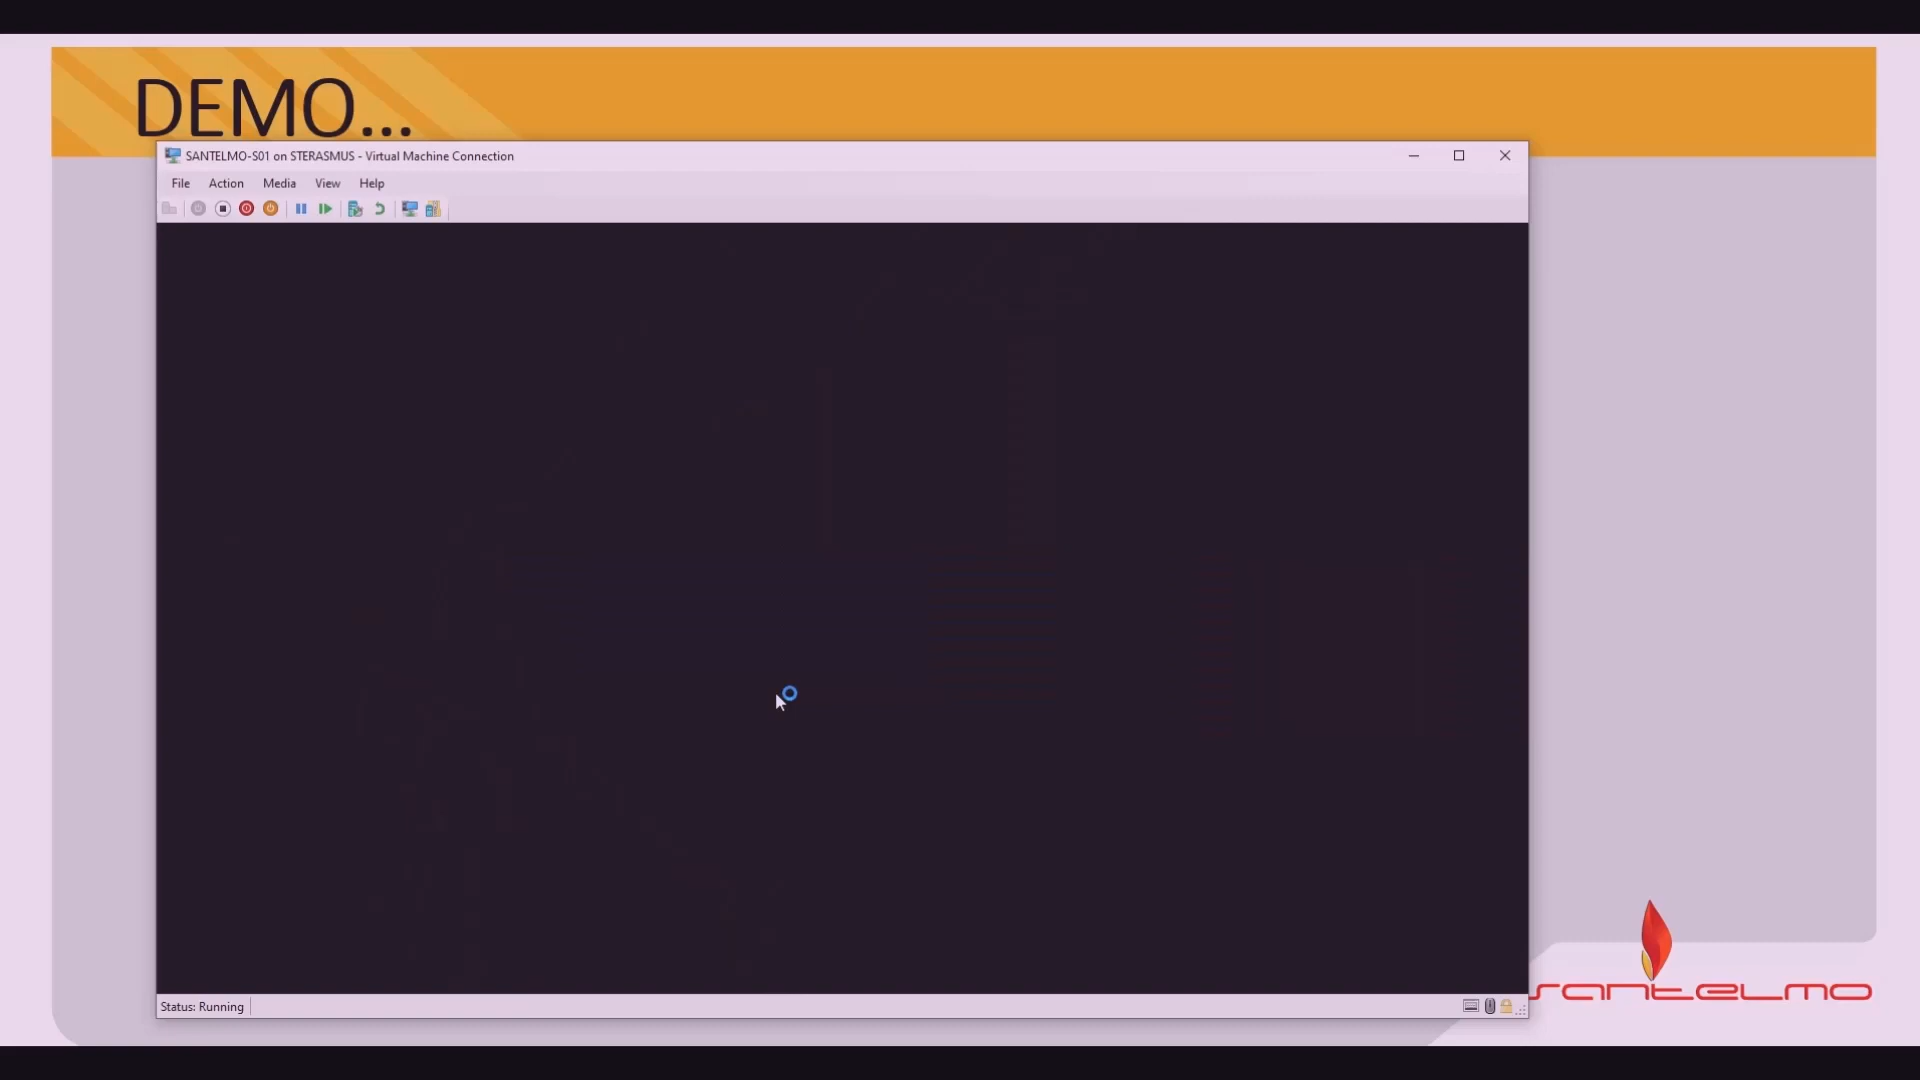 DEMO...
SANTELMO-S01 on STERASMUS - Virtual Machine Connection
File Action Media View Help
Status: Running
santelmo